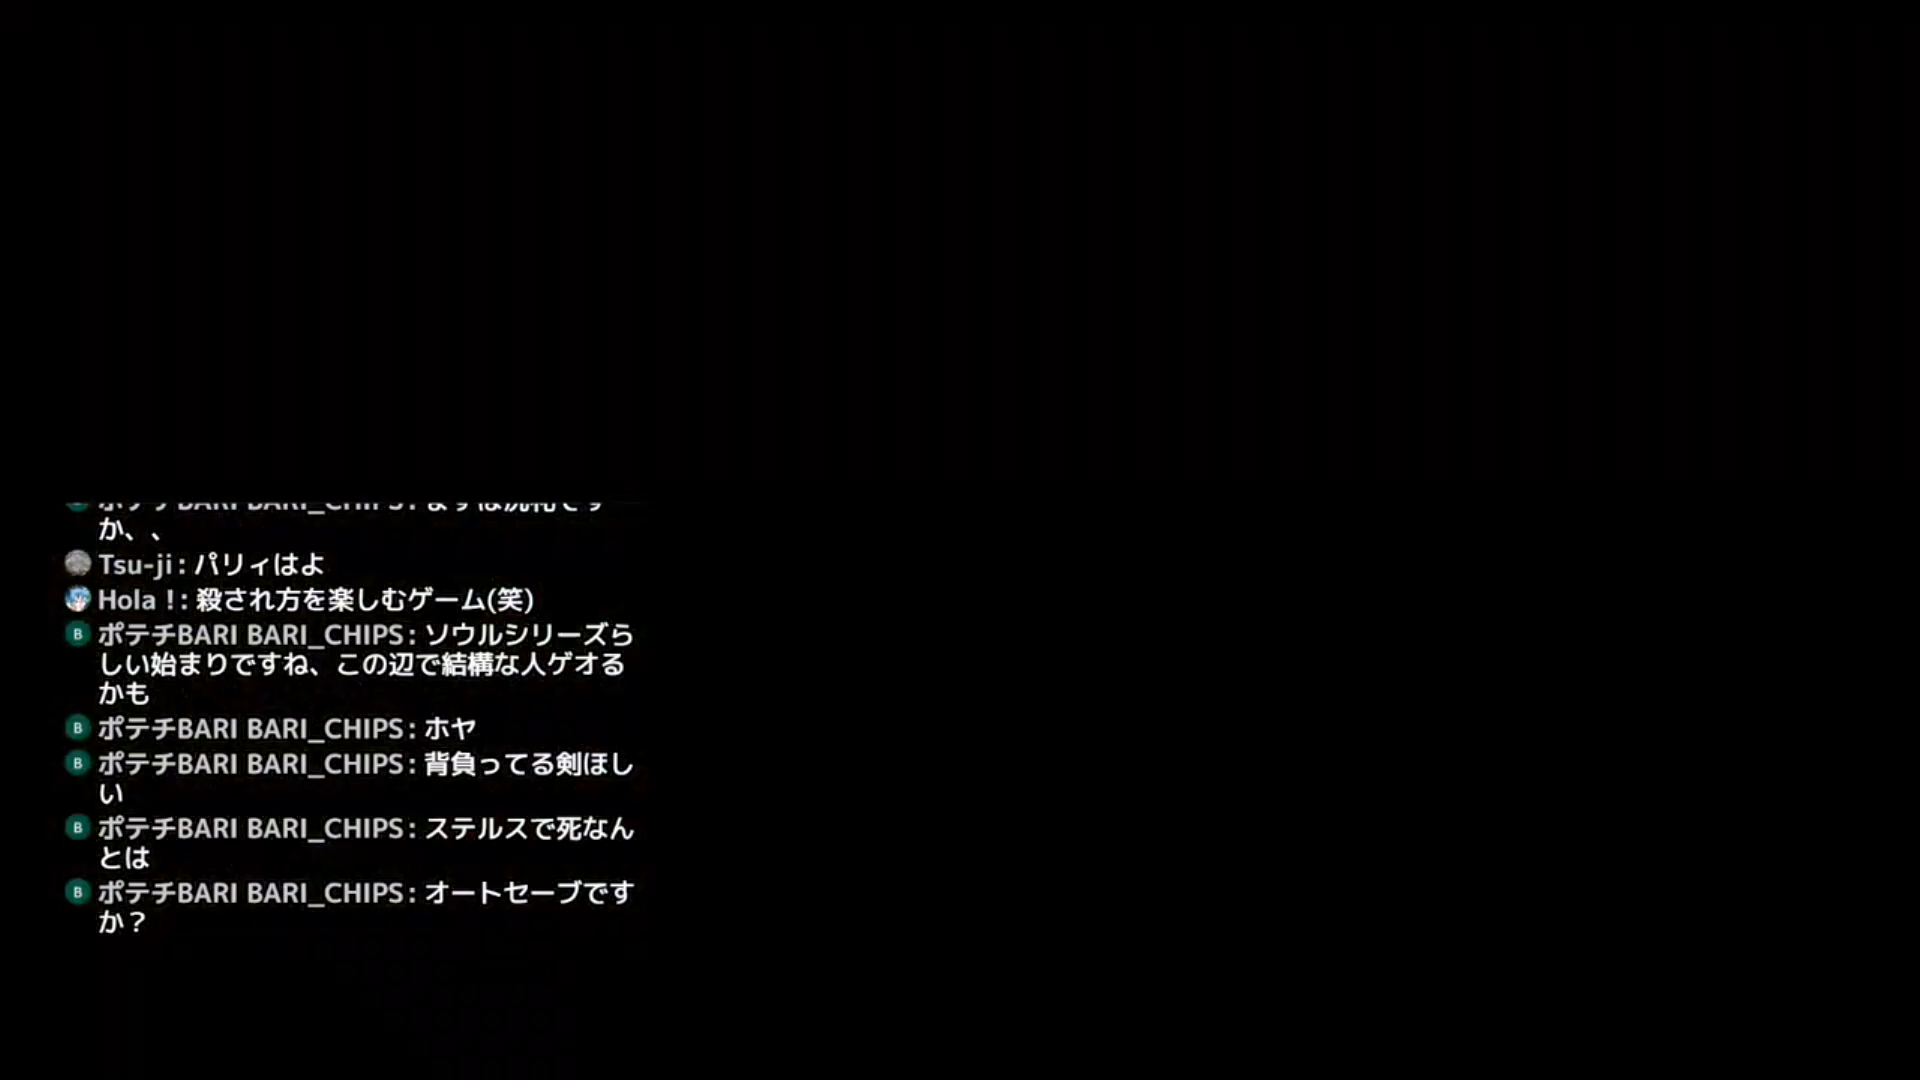 か、、
Tsu-ji : パリィはよ
Hola ! : 殺され方を楽しむゲーム(笑)
ポテチBARI BARI_CHIPS : ソウルシリーズら
しい始まりですね、この辺で結構な人ゲオる
かも
ポテチBARI BARI_CHIPS : ホヤ
ポテチBARI BARI_CHIPS : 背負ってる剣ほし
い
ポテチBARI BARI_CHIPS : ステルスで死なん
とは
ポテチBARI BARI_CHIPS : オートセーブです
か？